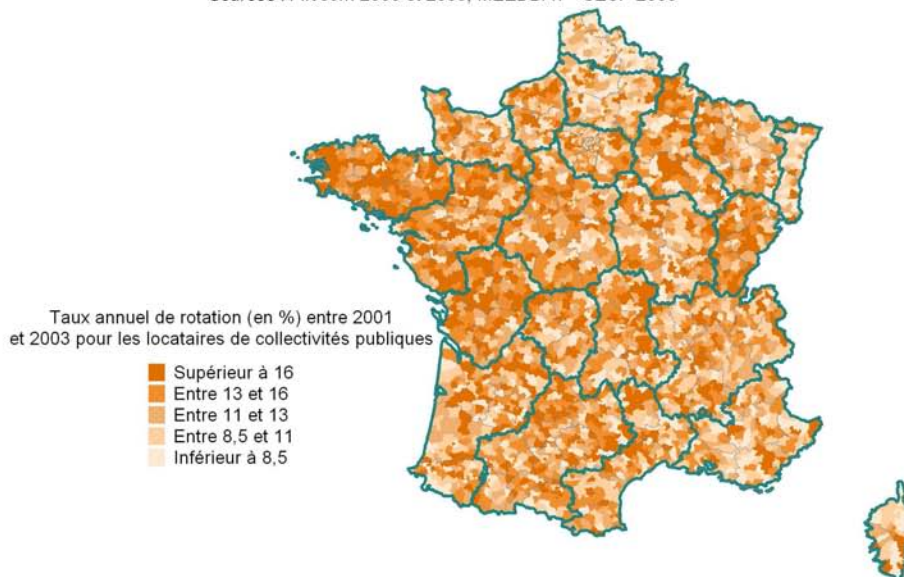 Taux annuel de rotation (en %) entre 2001
et 2003 pour les locataires de collectivités publiques
Supérieur à 16
Entre 13 et 16
Entre 11 et 13
Entre 8,5 et 11
Inférieur à 8,5